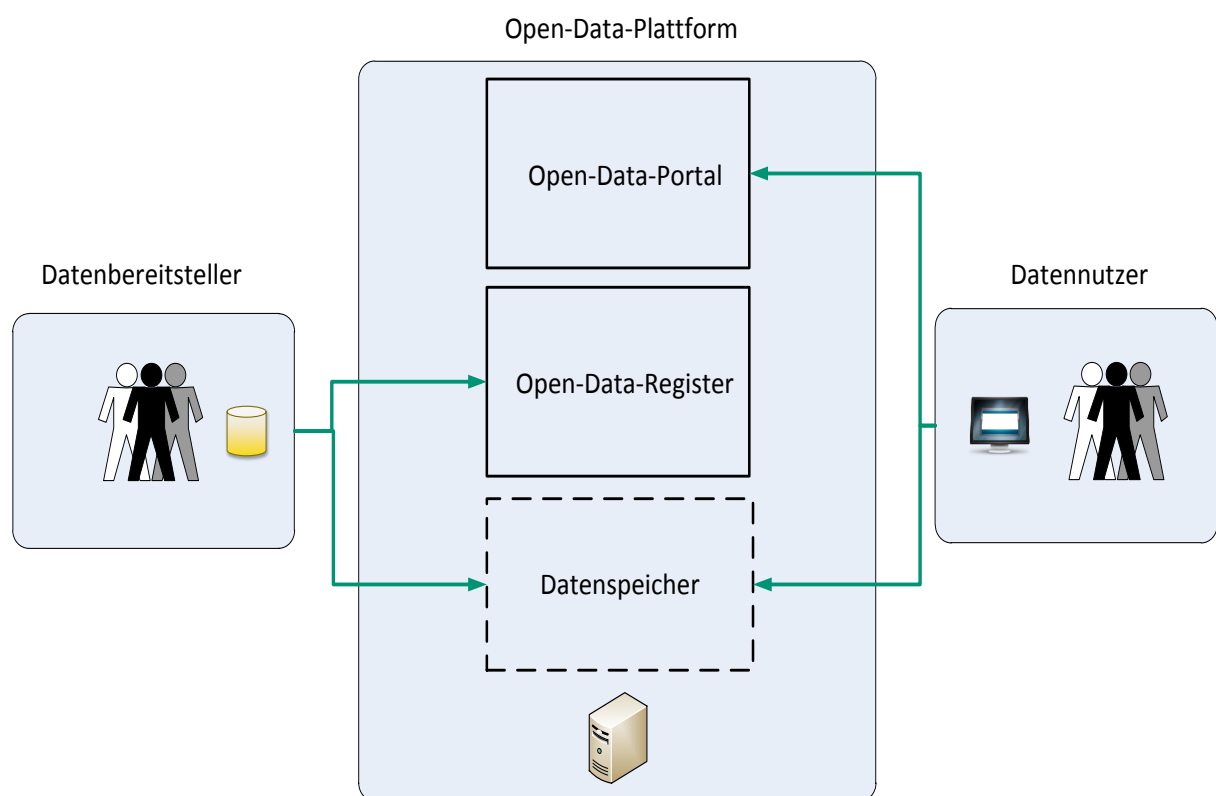 Open-Data-Plattform
Open-Data-Portal
Datenbereitsteller
Datennutzer
Open-Data-Register
Datenspeicher